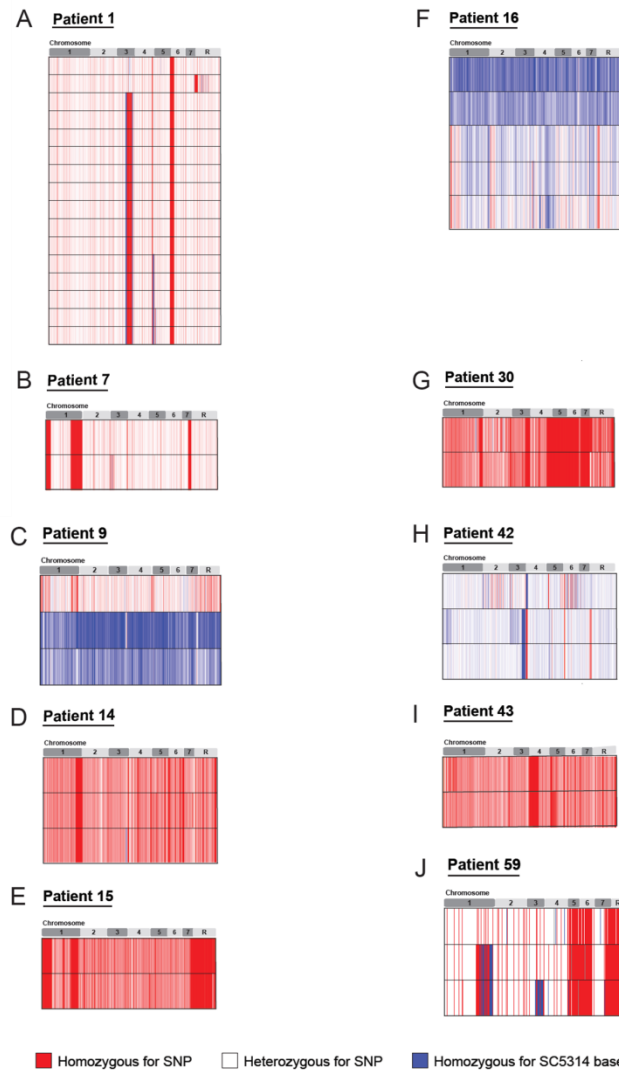 A Patient 1
Chromosome
1 2 3 4 5 6 7 R
B Patient 7
Chromosome
1 2 3 4 5 6 7 R
C Patient 9
Chromosome
1 2 3 4 5 6 7 R
D Patient 14
Chromosome
1 2 3 4 5 6 7 R
E Patient 15
Chromosome
1 2 3 4 5 6 7 R
F Patient 16
Chromosome
1 2 3 4 5 6 7 R
G Patient 30
Chromosome
1 2 3 4 5 6 7 R
H Patient 42
Chromosome
1 2 3 4 5 6 7 R
I Patient 43
Chromosome
1 2 3 4 5 6 7 R
J Patient 59
Chromosome
1 2 3 4 5 6 7 R
Homozygous for SNP Heterozygous for SNP Homozygous for SC5314 base